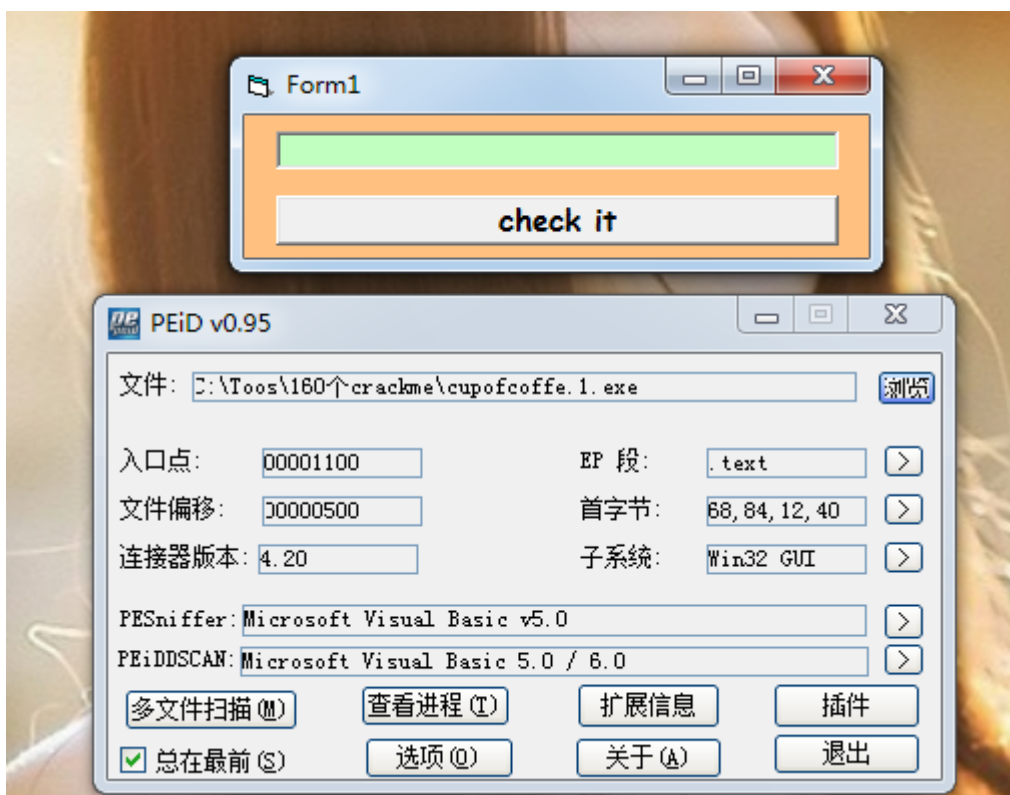 Form1
check it
PEiD v0.95
文件: C:\Toos\160个crackme\cupofcoffe.1.exe 浏览
入口点: 00001100 EP 段: .text >
文件偏移: 00000500 首字节: 68,84,12,40 >
连接器版本: 4.20 子系统: Win32 GUI >
PESniffer: Microsoft Visual Basic v5.0 >
PEiDDSCAN: Microsoft Visual Basic 5.0 / 6.0 >
多文件扫描(M) 查看进程(T) 扩展信息 插件
总在最前(S) 选项(O) 关于(A) 退出